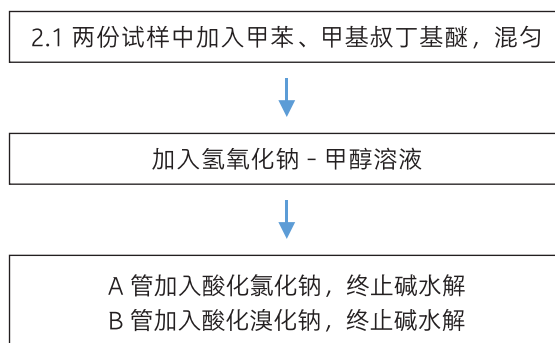 2.1 两份试样中加入甲苯、甲基叔丁基醚，混匀
加入氢氧化钠 - 甲醇溶液
A 管加入酸化氯化钠，终止碱水解
B 管加入酸化溴化钠，终止碱水解